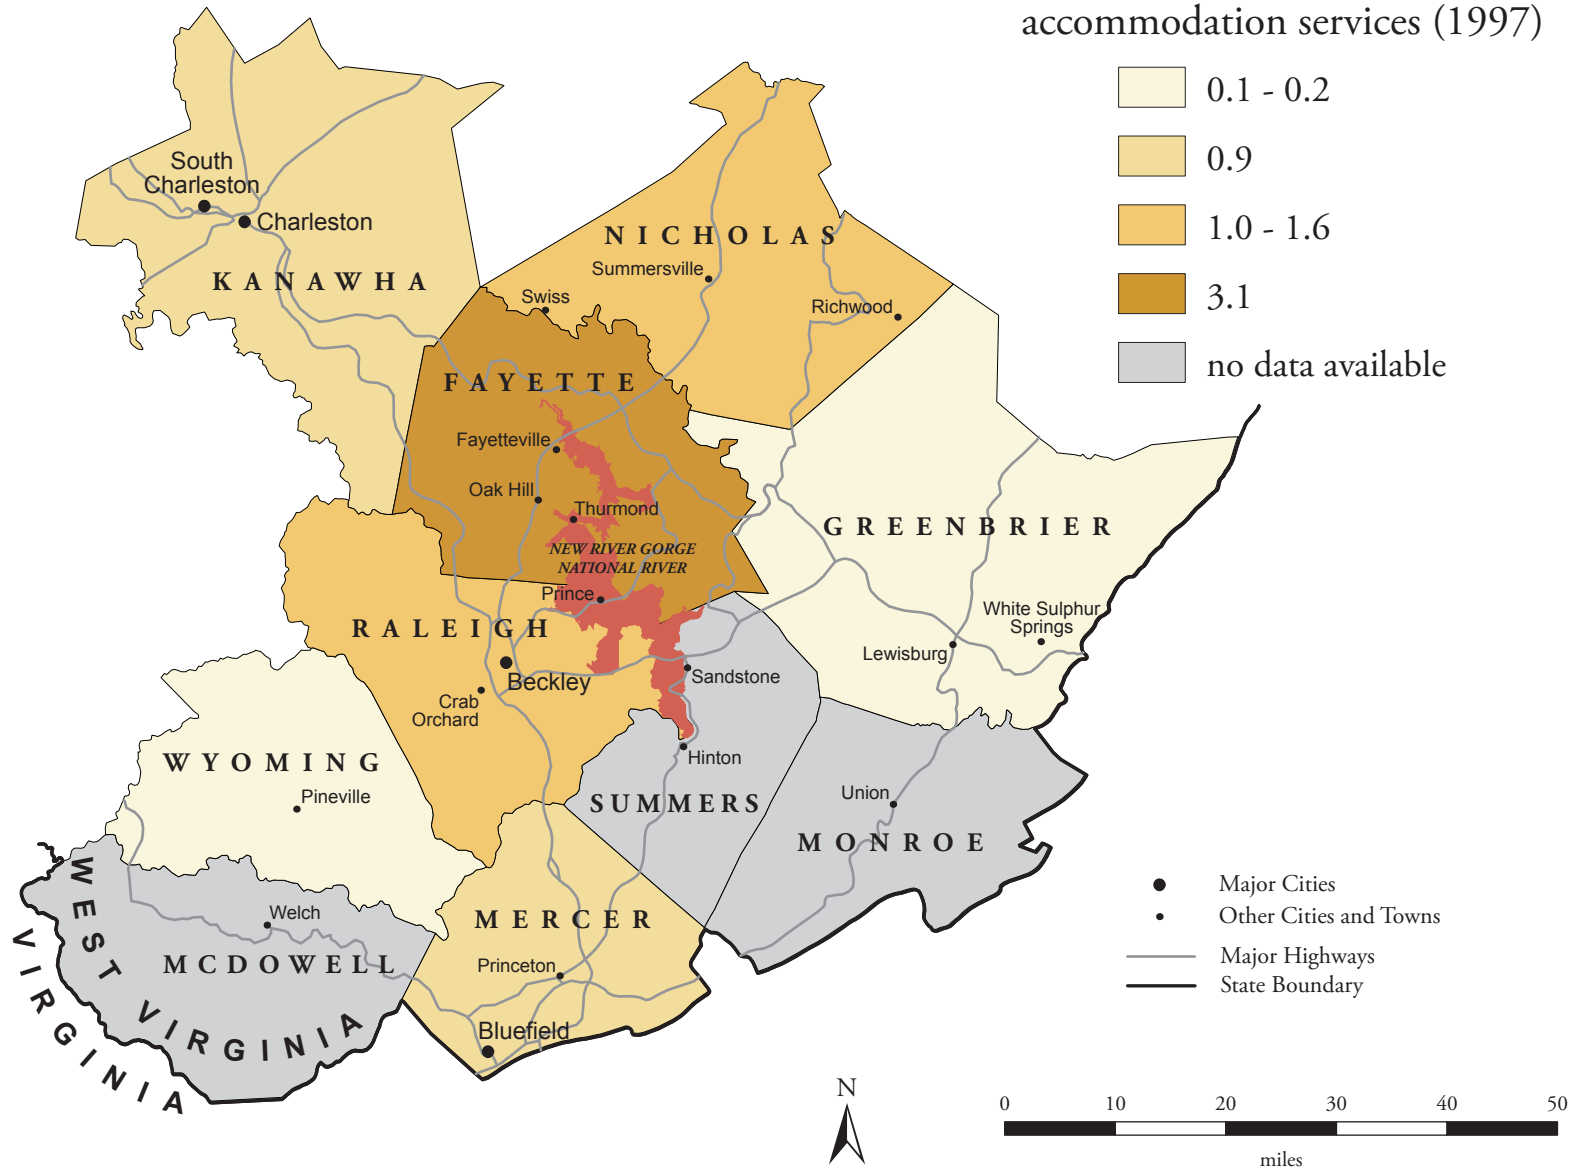 accommodation services (1997)
0.1 - 0.2
0.9
1.0 - 1.6
3.1
no data available
South
Charleston
Charleston
KANAWHA
NICHOLAS
Summersville
Swiss
Richwood
FAYETTE
Fayetteville
Oak Hill
Thurmond
NEW RIVER GORGE
NATIONAL RIVER
Prince
GREENBRIER
White Sulphur
Springs
Lewisburg
RALEIGH
Beckley
Crab
Orchard
Sandstone
Hinton
WYOMING
Pineville
SUMMERS
Union
MONROE
Welch
MCDOWELL
MERCER
Princeton
Bluefield
WEST VIRGINIA
VIRGINIA
Major Cities
Other Cities and Towns
Major Highways
State Boundary
N
0 10 20 30 40 50
miles